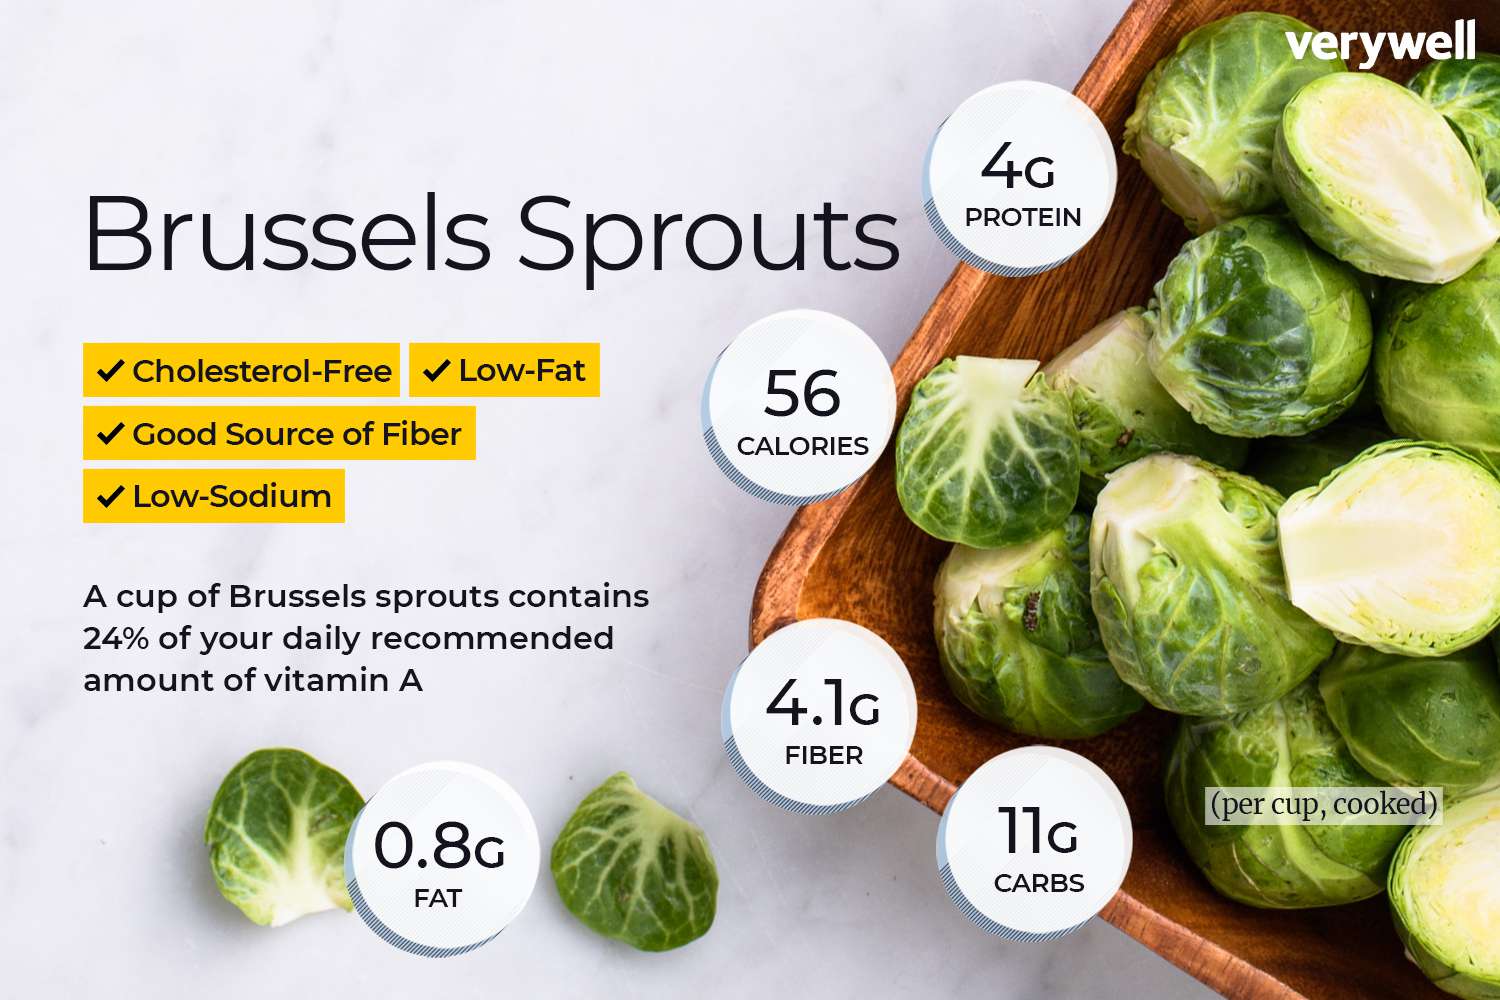 verywell
Brussels Sprouts
✓ Cholesterol-Free ✓ Low-Fat
✓ Good Source of Fiber
✓ Low-Sodium
A cup of Brussels sprouts contains
24% of your daily recommended
amount of vitamin A
4G
PROTEIN
56
CALORIES
4.1G
FIBER
11G
CARBS
0.8G
FAT
(per cup, cooked)